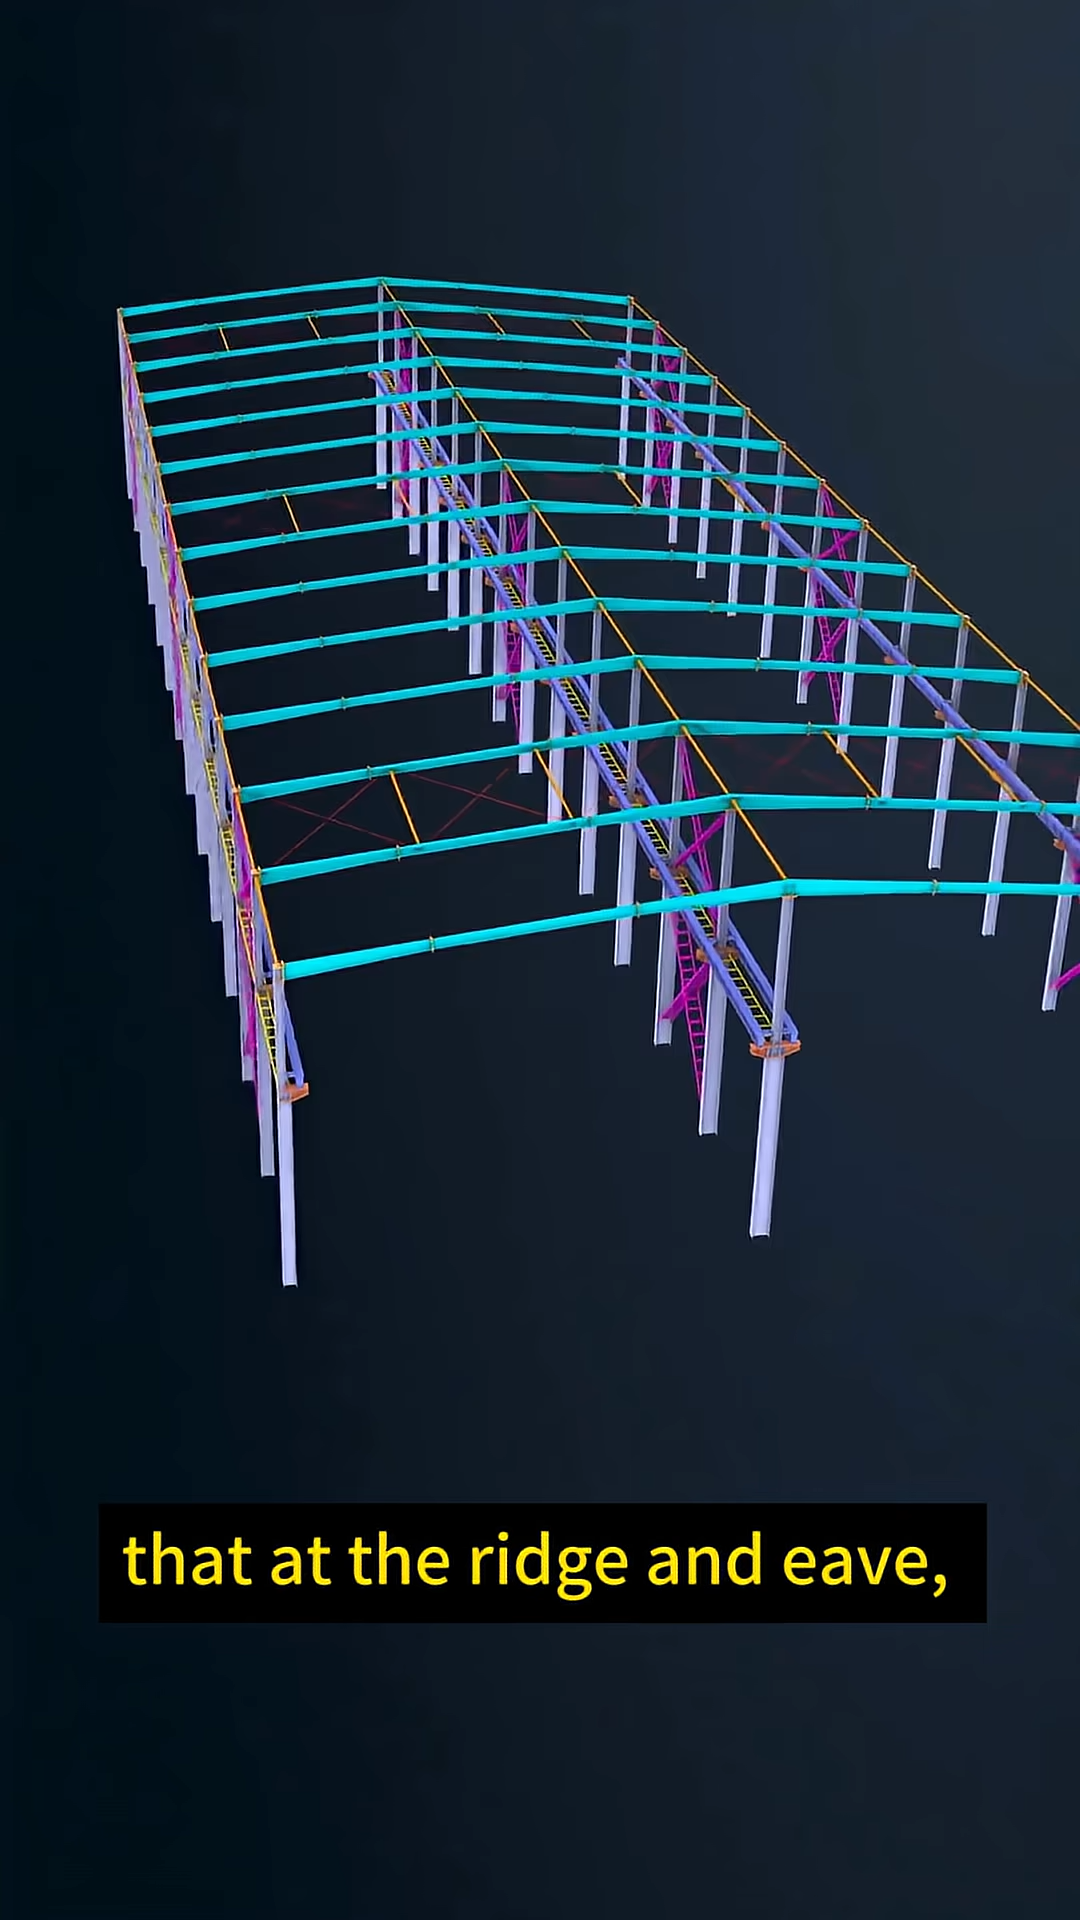 that at the ridge and eave,